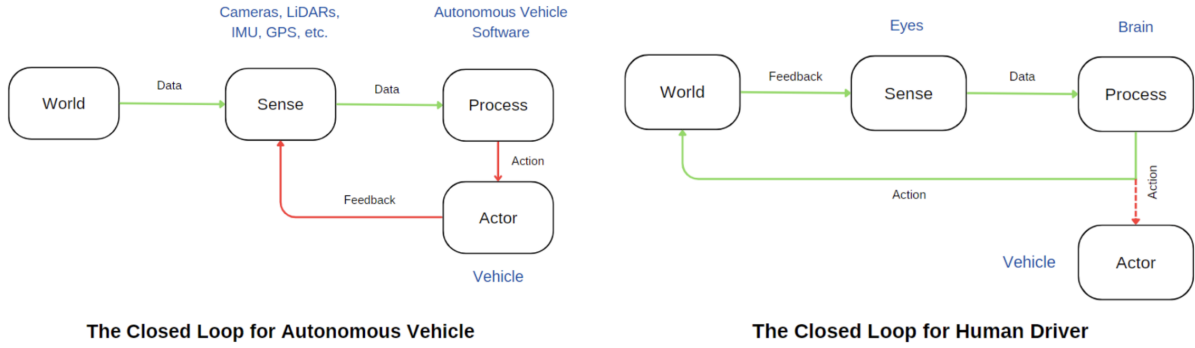 Cameras, LiDARs,
IMU, GPS, etc.
Autonomous Vehicle
Software
World
Data
Sense
Data
Process
Action
Feedback
Actor
Vehicle
The Closed Loop for Autonomous Vehicle
Eyes
Brain
World
Feedback
Sense
Data
Process
Action
Action
Vehicle
Actor
The Closed Loop for Human Driver